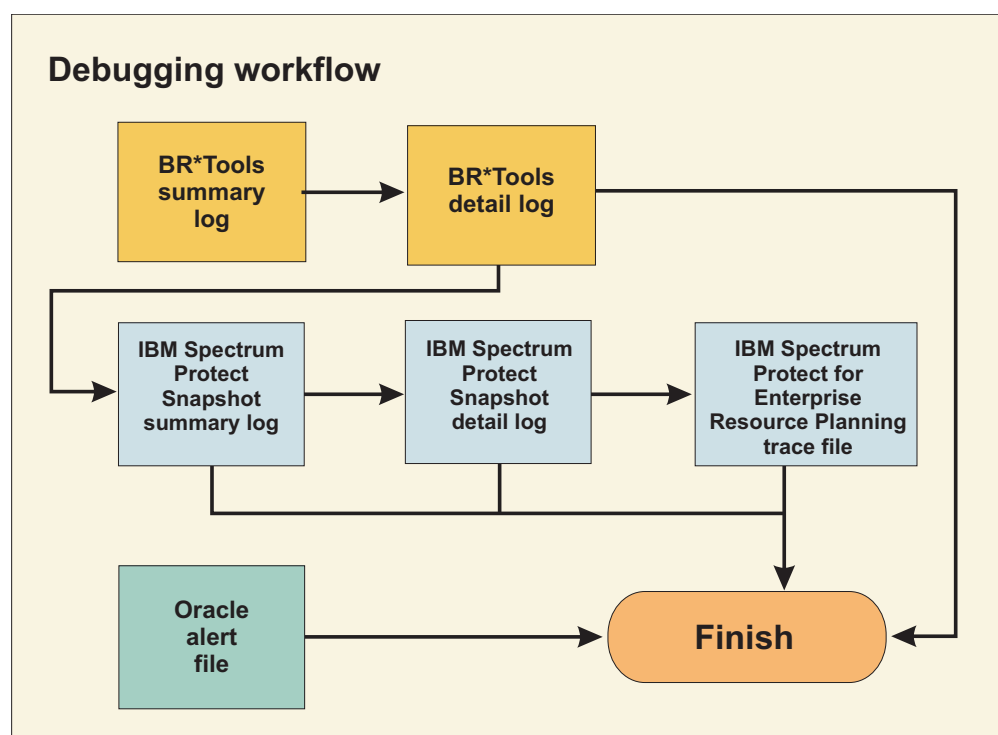 Debugging workflow
BR*Tools
summary
log
BR*Tools
detail log
IBM Spectrum
Protect
Snapshot
summary log
IBM Spectrum
Protect
Snapshot
detail log
IBM Spectrum
Protect for
Enterprise
Resource Planning
trace file
Oracle
alert
file
Finish